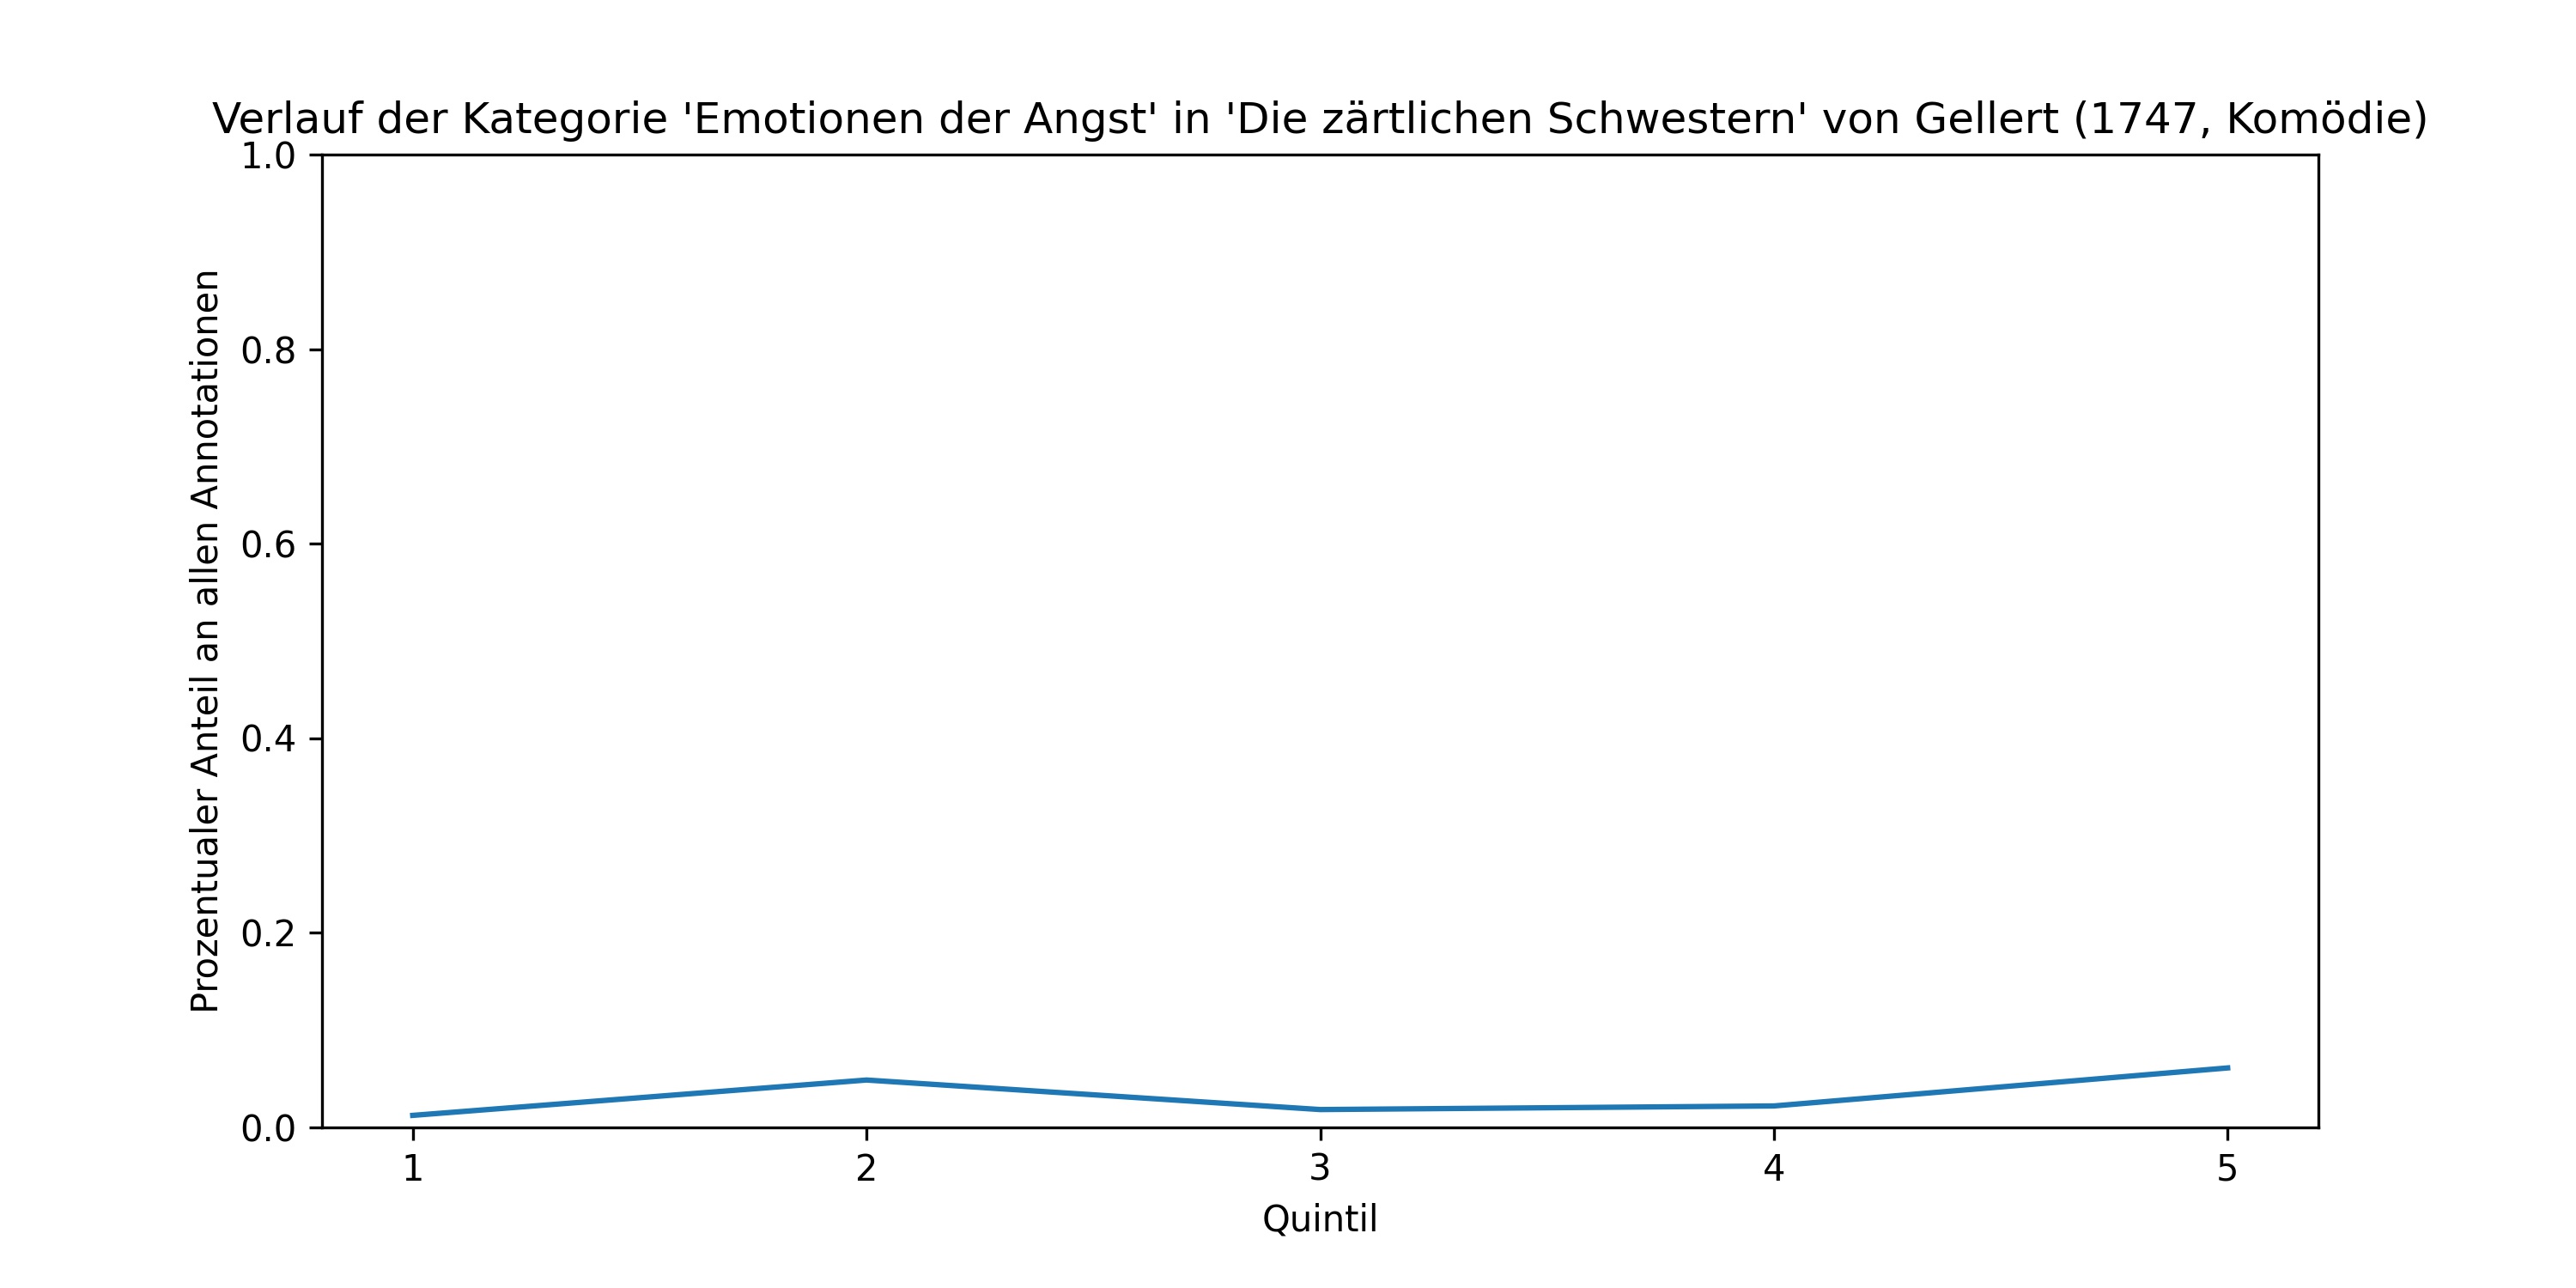 Verlauf der Kategorie 'Emotionen der Angst' in 'Die zärtlichen Schwestern' von Gellert (1747, Komödie)
Prozentualer Anteil an allen Annotationen
1.0
0.8
0.6
0.4
0.2
0.0
1 2 3 4 5
Quintil